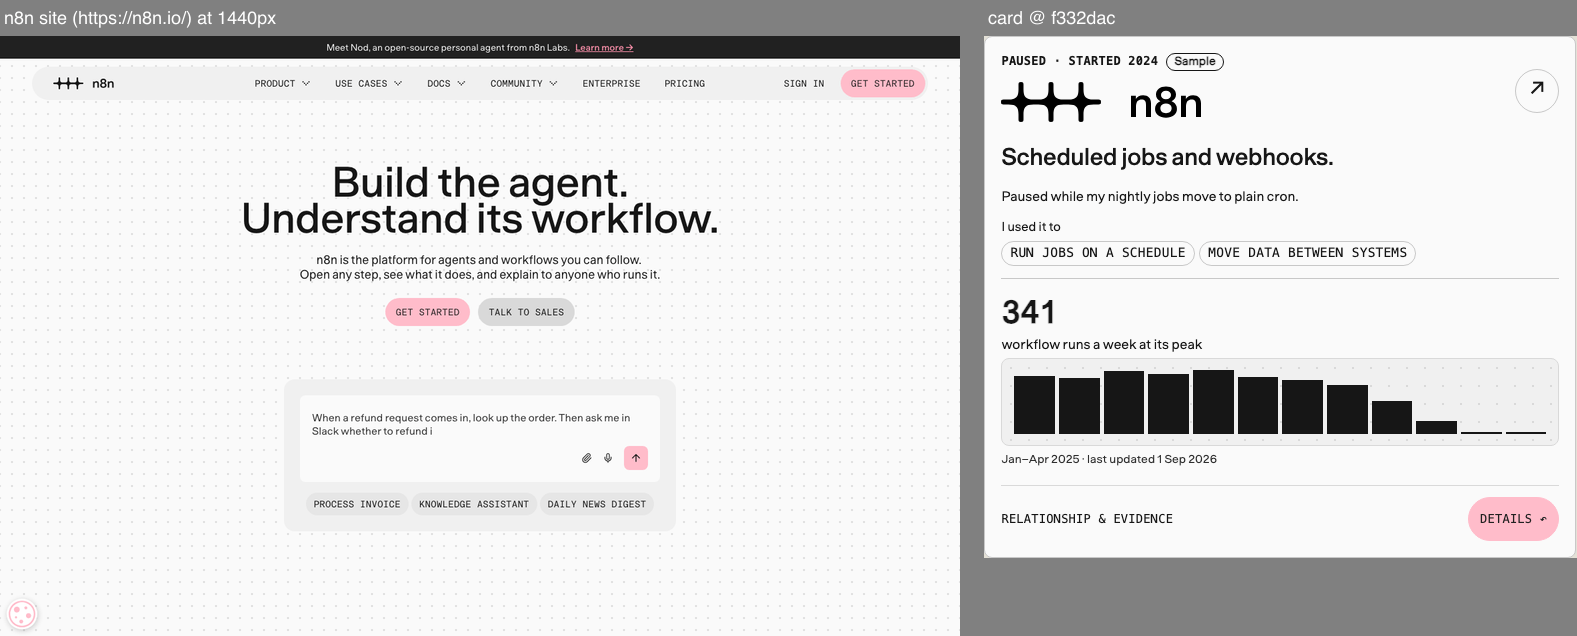 n8n site (https://n8n.io/) at 1440px
Meet Nod, an open-source personal agent from n8n Labs. Learn more →
n8n
PRODUCT
USE CASES
DOCS
COMMUNITY
ENTERPRISE
PRICING
SIGN IN
GET STARTED
Build the agent.
Understand its workflow.
n8n is the platform for agents and workflows you can follow.
Open any step, see what it does, and explain to anyone who runs it.
GET STARTED
TALK TO SALES
When a refund request comes in, look up the order. Then ask me in
Slack whether to refund i
PROCESS INVOICE
KNOWLEDGE ASSISTANT
DAILY NEWS DIGEST
card @ f332dac
PAUSED · STARTED 2024 Sample
n8n
Scheduled jobs and webhooks.
Paused while my nightly jobs move to plain cron.
I used it to
RUN JOBS ON A SCHEDULE
MOVE DATA BETWEEN SYSTEMS
341
workflow runs a week at its peak
Jan–Apr 2025 · last updated 1 Sep 2026
RELATIONSHIP & EVIDENCE
DETAILS ↶